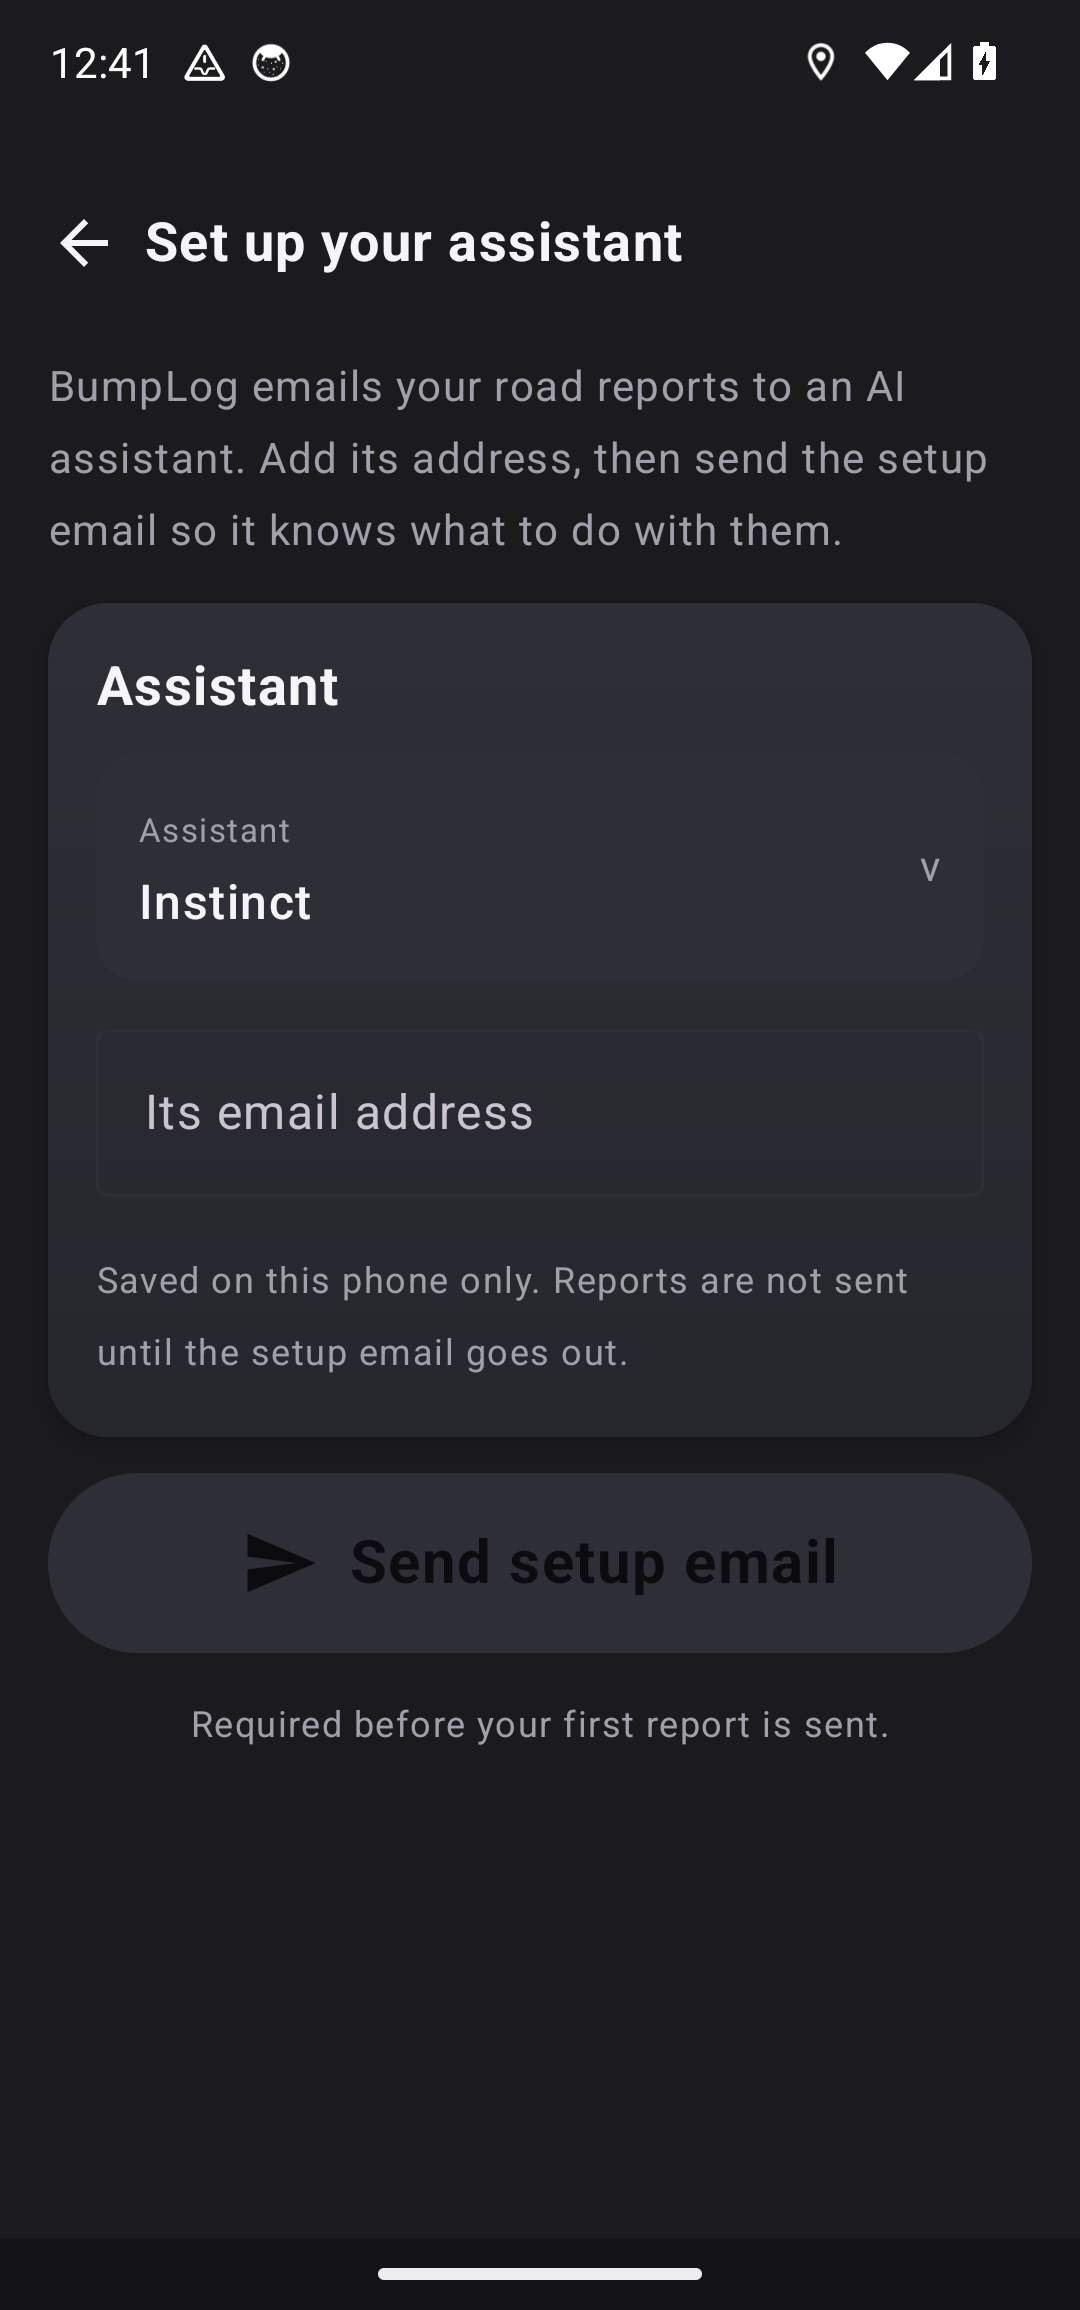 12:41
Set up your assistant
BumpLog emails your road reports to an AI
assistant. Add its address, then send the setup
email so it knows what to do with them.
Assistant
Assistant
Instinct
v
Its email address
Saved on this phone only. Reports are not sent
until the setup email goes out.
Send setup email
Required before your first report is sent.